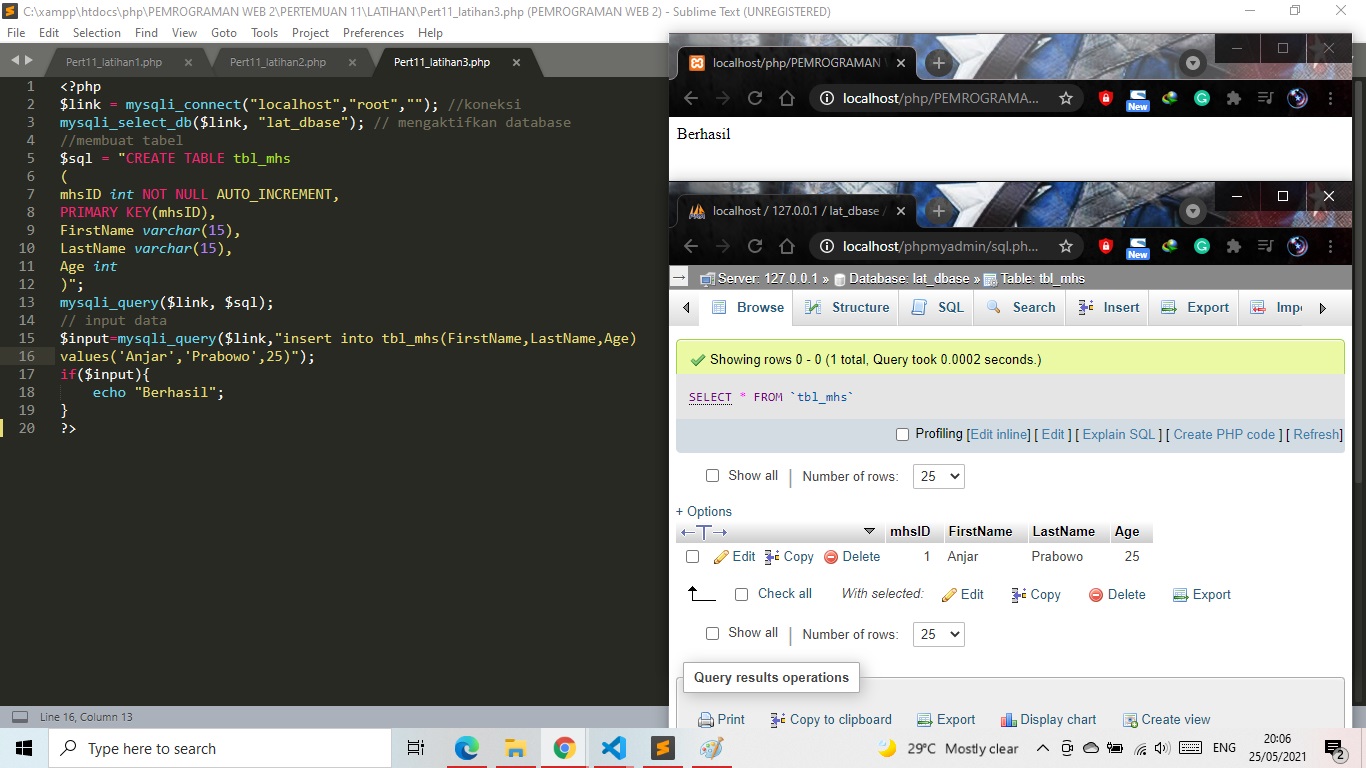 C:\xampp\htdocs\php\PEMROGRAMAN WEB 2\PERTEMUAN 11\LATIHAN\Pert11_latihan3.php (PEMROGRAMAN WEB 2) - Sublime Text (UNREGISTERED)
File Edit Selection Find View Goto Tools Project Preferences Help
Pert11_latihan1.php Pert11_latihan2.php Pert11_latihan3.php
1 <?php
2 $link = mysqli_connect("localhost","root",""); //koneksi
3 mysqli_select_db($link, "lat_dbase"); // mengaktifkan database
4 //membuat tabel
5 $sql = "CREATE TABLE tbl_mhs
6 (
7 mhsID int NOT NULL AUTO_INCREMENT,
8 PRIMARY KEY(mhsID),
9 FirstName varchar(15),
10 LastName varchar(15),
11 Age int
12 )";
13 mysqli_query($link, $sql);
14 // input data
15 $input=mysqli_query($link,"insert into tbl_mhs(FirstName,LastName,Age)
16 values('Anjar','Prabowo',25)");
17 if($input){
18 echo "Berhasil";
19 }
20 ?>
Line 16, Column 13
localhost/php/PEMROGRAMAN
localhost/php/PEMROGRAMA...
New
Berhasil
localhost / 127.0.0.1 / lat_dbase /
localhost/phpmyadmin/sql.ph...
New
Server: 127.0.0.1 » Database: lat_dbase » Table: tbl_mhs
Browse Structure SQL Search Insert Export Impo
Showing rows 0 - 0 (1 total, Query took 0.0002 seconds.)
SELECT * FROM `tbl_mhs`
Profiling [Edit inline] [ Edit ] [ Explain SQL ] [ Create PHP code ] [ Refresh]
Show all | Number of rows: 25
+ Options
mhsID FirstName LastName Age
Edit Copy Delete 1 Anjar Prabowo 25
Check all With selected: Edit Copy Delete Export
Show all | Number of rows: 25
Query results operations
Print Copy to clipboard Export Display chart Create view
Type here to search
29°C Mostly clear
ENG
20:06
25/05/2021
2